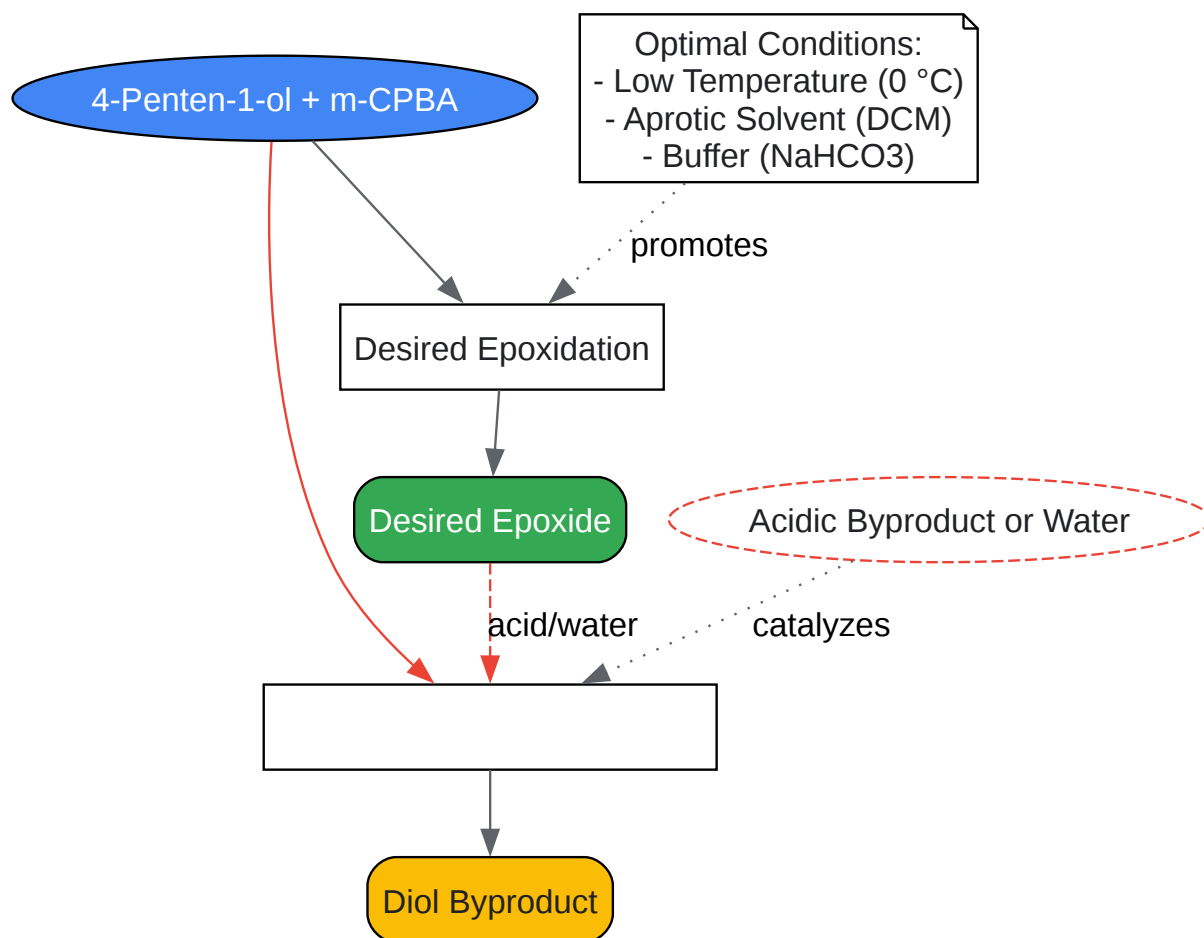 4-Penten-1-ol + m-CPBA
Optimal Conditions:
- Low Temperature (0 °C)
- Aprotic Solvent (DCM)
- Buffer (NaHCO3)
promotes
Desired Epoxidation
Desired Epoxide
Acidic Byproduct or Water
acid/water
catalyzes
Diol Byproduct